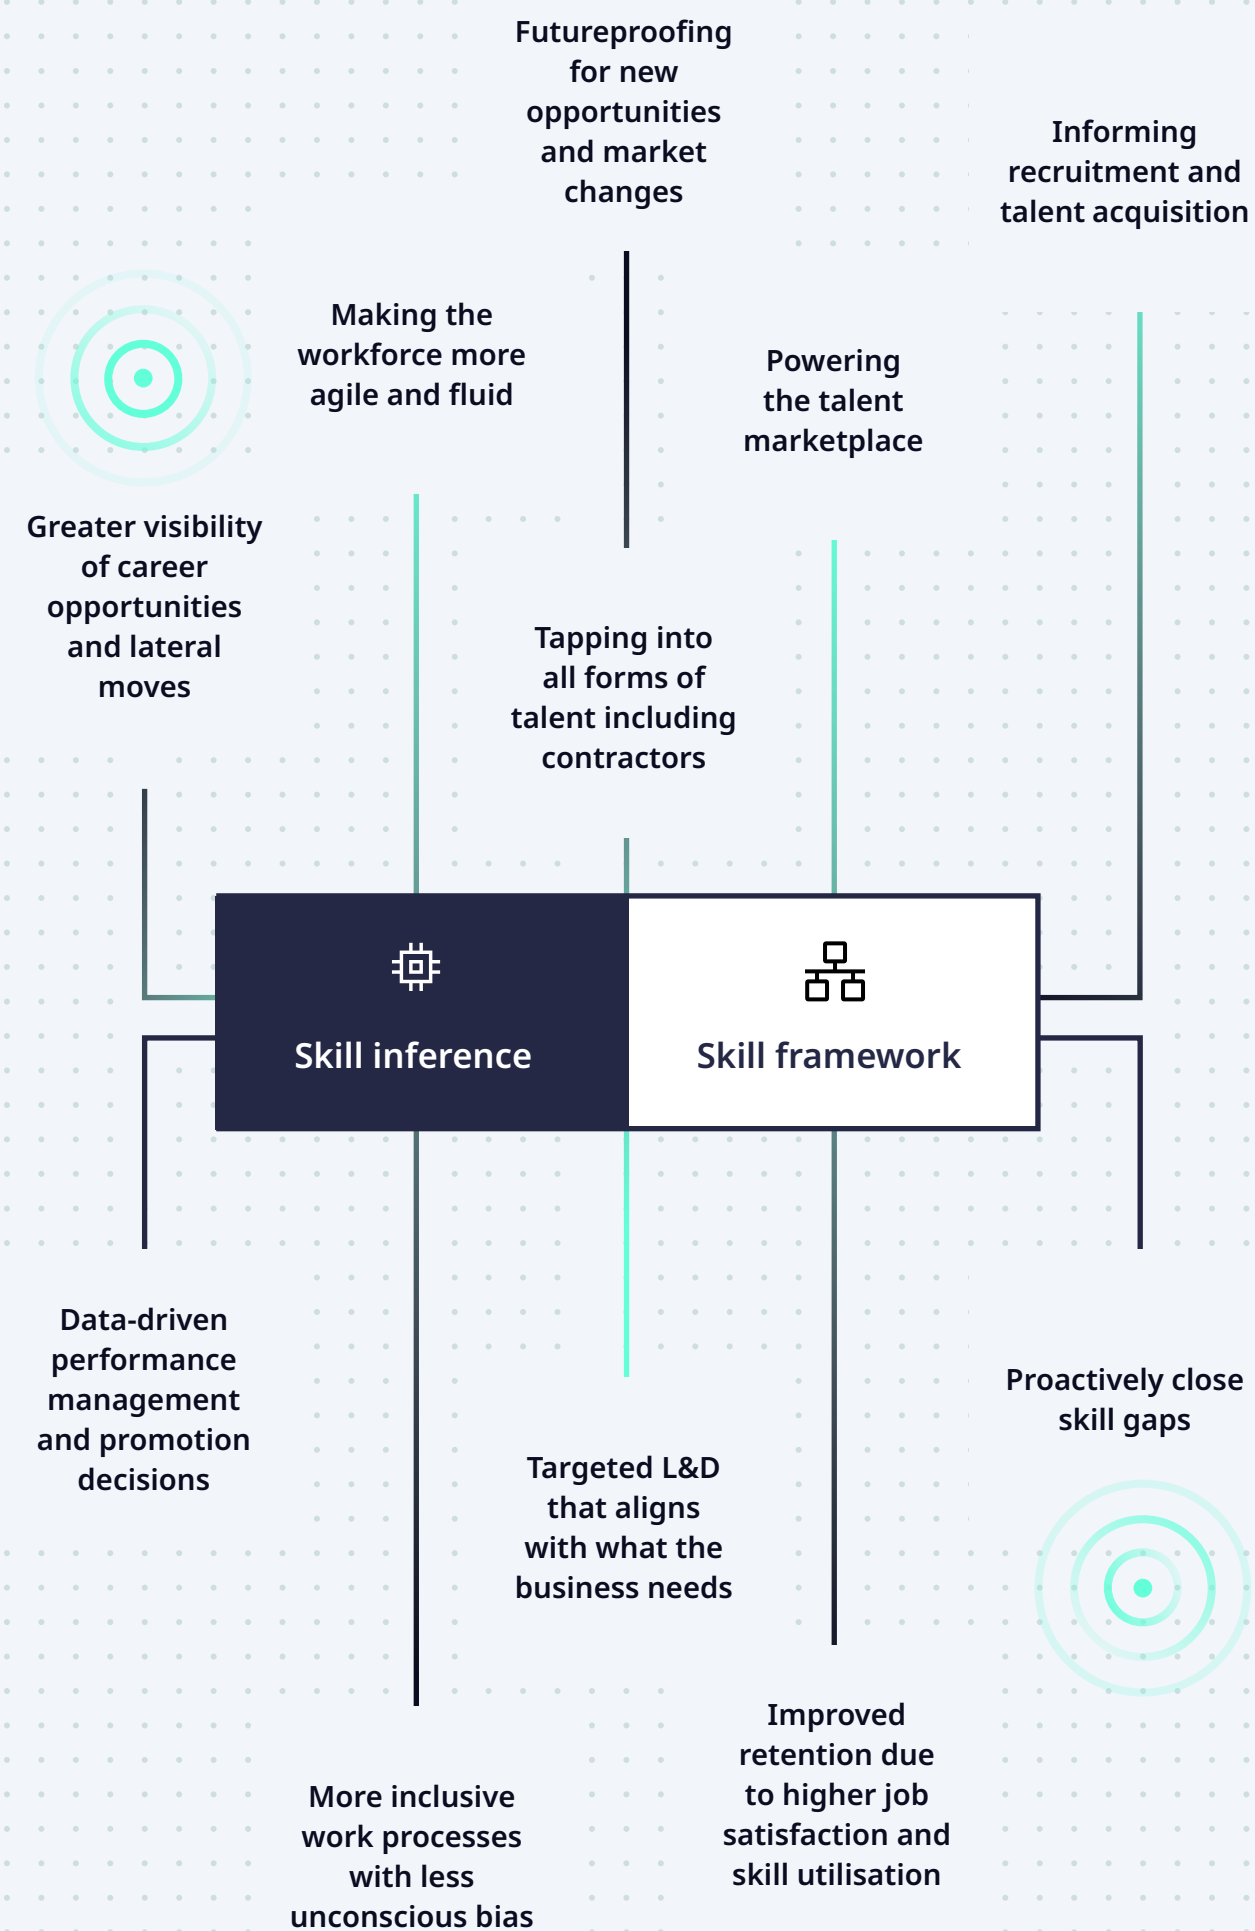 Futureproofing
for new
opportunities
and market
changes
Informing
recruitment and
talent acquisition
Making the
workforce more
agile and fluid
Powering
the talent
marketplace
Greater visibility
of career
opportunities
and lateral
moves
Tapping into
all forms of
talent including
contractors
Skill inference
Skill framework
Data-driven
performance
management
and promotion
decisions
Proactively close
skill gaps
Targeted L&D
that aligns
with what the
business needs
Improved
retention due
to higher job
satisfaction and
skill utilisation
More inclusive
work processes
with less
unconscious bias